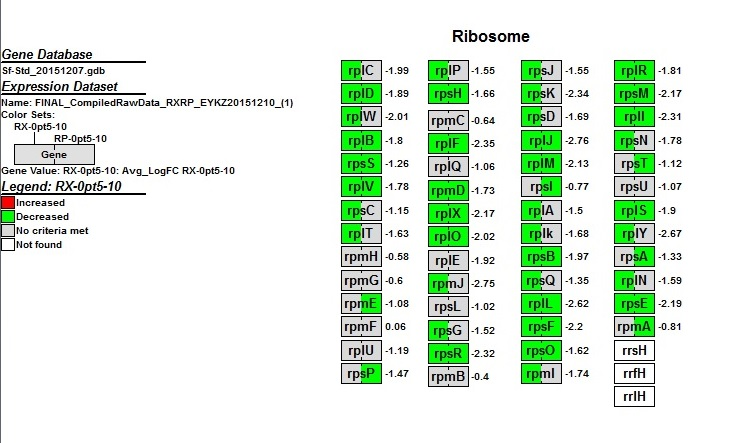 Ribosome
Gene Database
Sf-Std_20151207.gdb
Expression Dataset
Name: FINAL_CompiledRawData_RXRP_EYKZ20151210_(1)
Color Sets:
RX-0pt5-10
RP-0pt5-10
Gene
Gene Value: RX-0pt5-10: Avg_LogFC RX-0pt5-10
Legend: RX-0pt5-10
Increased
Decreased
No criteria met
Not found
rplC -1.99
rplD -1.89
rplW -2.01
rplB -1.8
rpsS -1.26
rplV -1.78
rpsC -1.15
rplT -1.63
rpmH -0.58
rpmG -0.6
rpmE -1.08
rpmF 0.06
rplU -1.19
rpsP -1.47
rplP -1.55
rpsH -1.66
rpmC -0.64
rplF -2.35
rplQ -1.06
rpmD -1.73
rplX -2.17
rplO -2.02
rplE -1.92
rpmJ -2.75
rpsL -1.02
rpsG -1.52
rpsR -2.32
rpmB -0.4
rpsJ -1.55
rpsK -2.34
rpsD -1.69
rplJ -2.76
rplM -2.13
rpsI -0.77
rplA -1.5
rplk -1.68
rpsB -1.97
rpsQ -1.35
rplL -2.62
rpsF -2.2
rpsO -1.62
rpmI -1.74
rplR -1.81
rpsM -2.17
rplI -2.31
rpsN -1.78
rpsT -1.12
rpsU -1.07
rplS -1.9
rplY -2.67
rpsA -1.33
rplN -1.59
rpsE -2.19
rpmA -0.81
rrsH
rrfH
rrlH